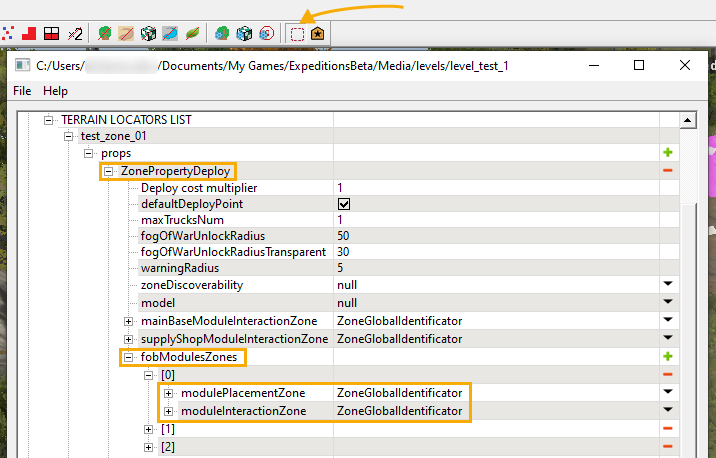 x2
C:/Users/ /Documents/My Games/ExpeditionsBeta/Media/levels/level_test_1
File Help
TERRAIN LOCATORS LIST
test_zone_01
props
ZonePropertyDeploy
Deploy cost multiplier 1
defaultDeployPoint
maxTrucksNum 1
fogOfWarUnlockRadius 50
fogOfWarUnlockRadiusTransparent 30
warningRadius 5
zoneDiscoverability null
model null
mainBaseModuleInteractionZone ZoneGlobalIdentificator
supplyShopModuleInteractionZone ZoneGlobalIdentificator
fobModulesZones
[0]
modulePlacementZone ZoneGlobalIdentificator
moduleInteractionZone ZoneGlobalIdentificator
[1]
[2]